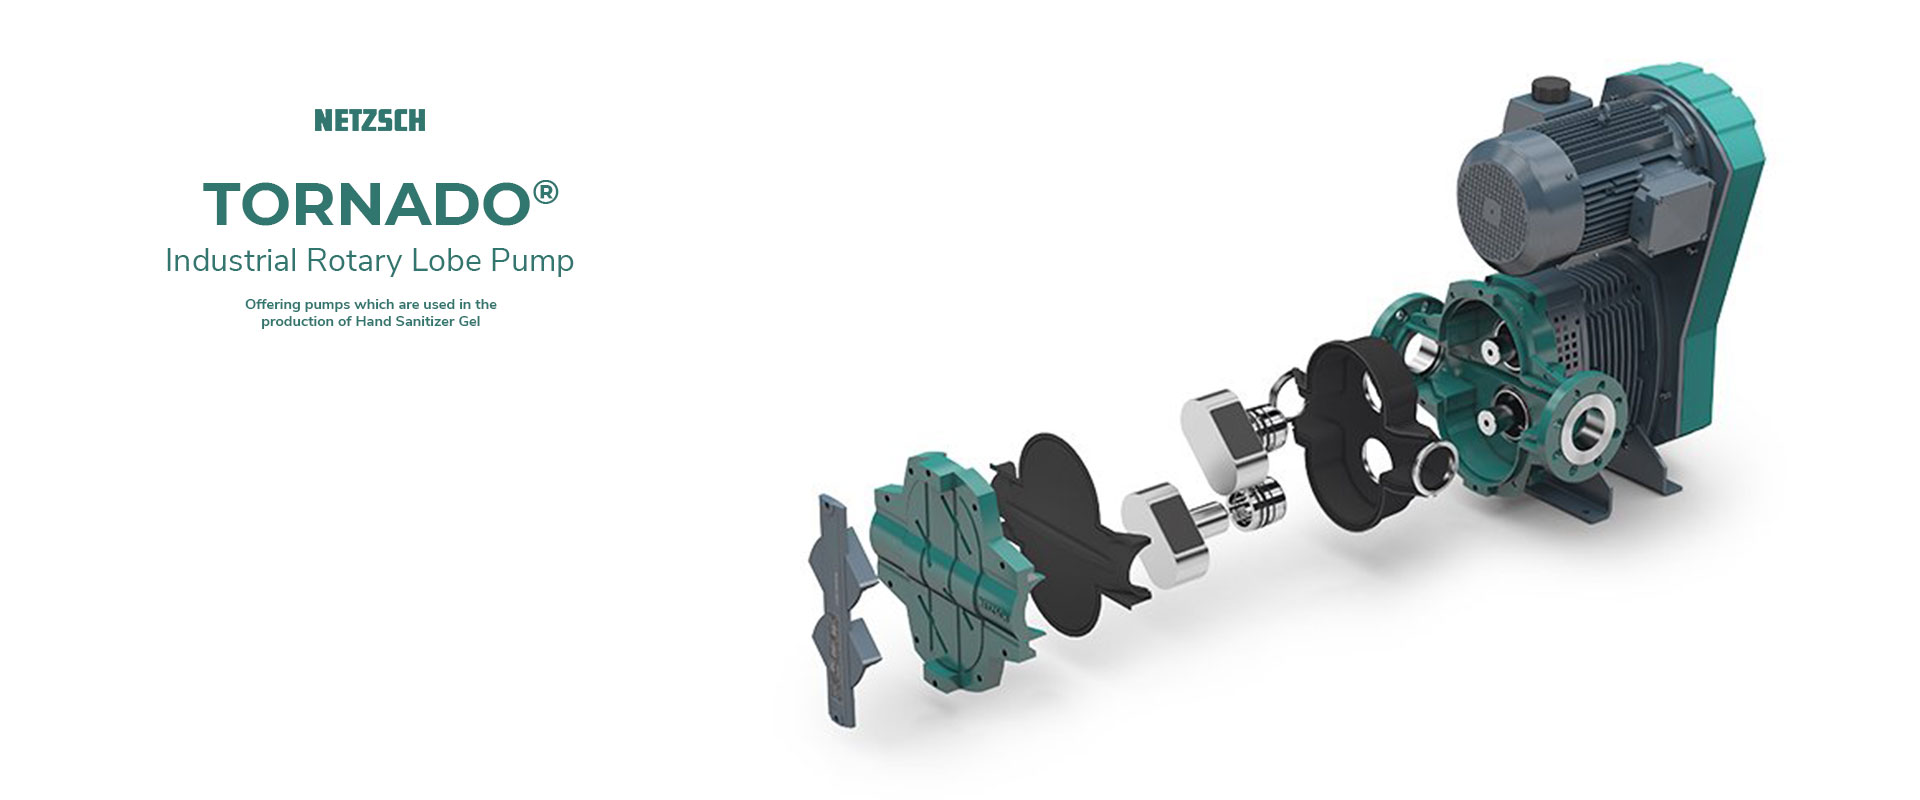 NETZSCH
TORNADO®
Industrial Rotary Lobe Pump
Offering pumps which are used in the
production of Hand Sanitizer Gel